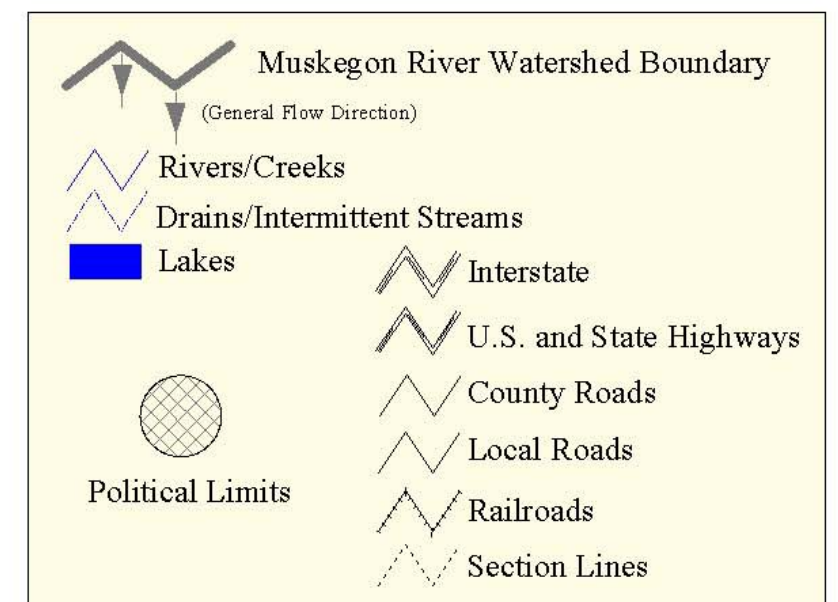 Muskegon River Watershed Boundary
(General Flow Direction)
Rivers/Creeks
Drains/Intermittent Streams
Lakes
Interstate
U.S. and State Highways
County Roads
Local Roads
Political Limits
Railroads
Section Lines